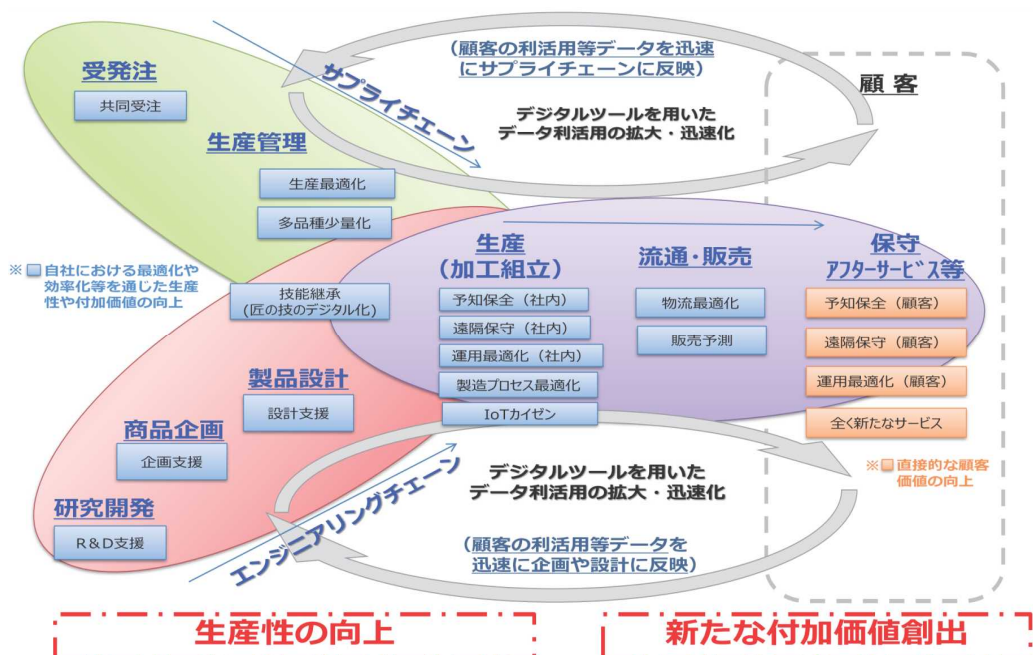 受発注
共同受注
生産管理
生産最適化
多品種少量化
サプライチェーン
(顧客の利活用等データを迅速
にサプライチェーンに反映)
デジタルツールを用いた
データ利活用の拡大・迅速化
顧 客
※ 自社における最適化や
効率化等を通じた生産
性や付加価値の向上
技能継承
(匠の技のデジタル化)
生産
(加工組立)
予知保全(社内)
遠隔保守(社内)
運用最適化(社内)
製造プロセス最適化
IoTカイゼン
流通・販売
物流最適化
販売予測
保守
アフターサービス等
予知保全(顧客)
遠隔保守(顧客)
運用最適化(顧客)
全く新たなサービス
※ 直接的な顧客
価値の向上
製品設計
設計支援
商品企画
企画支援
研究開発
R&D支援
エンジニアリングチェーン
デジタルツールを用いた
データ利活用の拡大・迅速化
(顧客の利活用等データを
迅速に企画や設計に反映)
生産性の向上
新たな付加価値創出